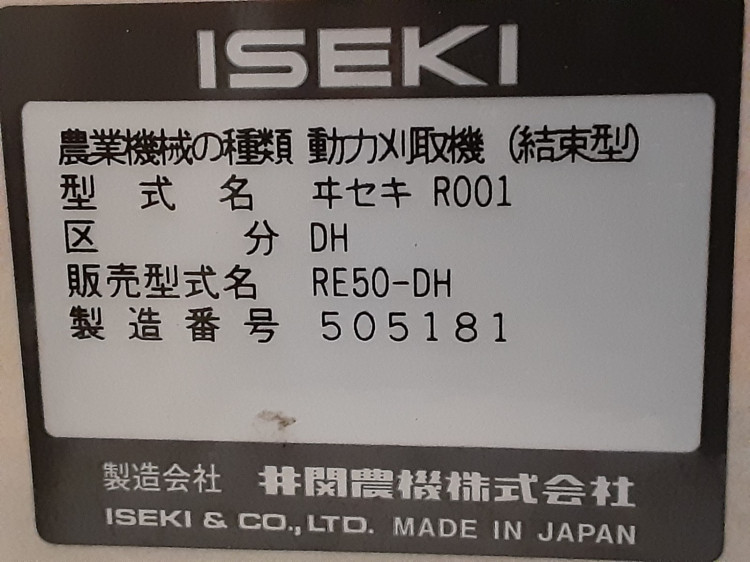 ISEKI
農業機械の種類 動力刈取機 (結束型)
型式名 ヰセキ R001
区分 DH
販売型式名 RE50-DH
製造番号 505181
製造会社 井関農機株式会社
ISEKI & CO., LTD. MADE IN JAPAN